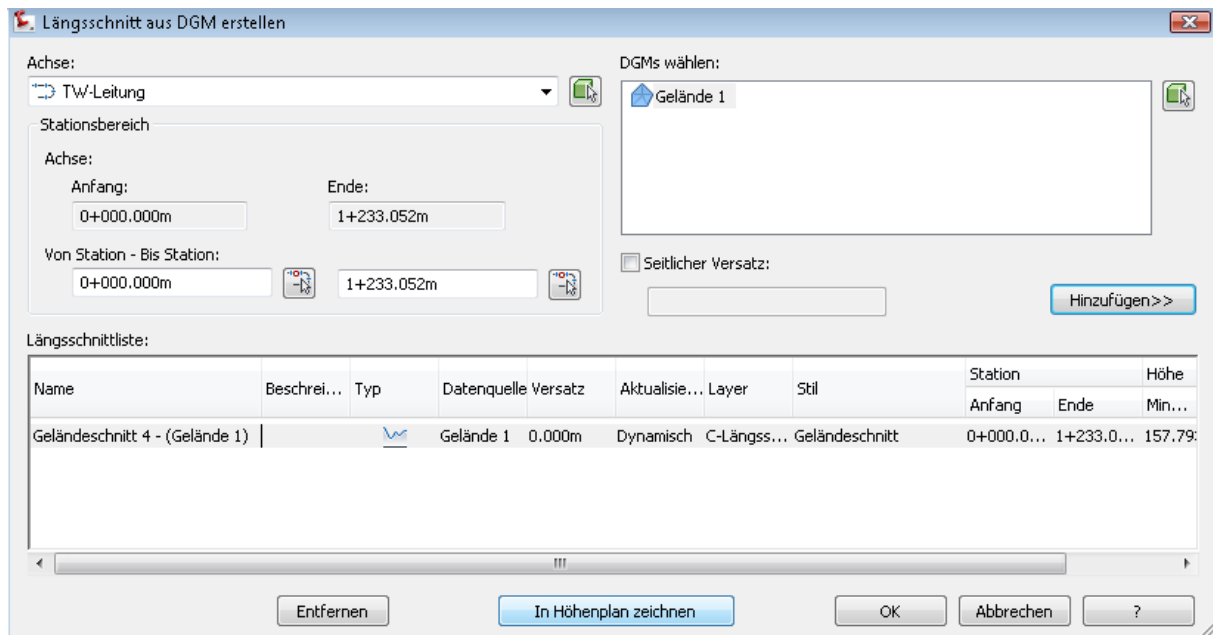 Längsschnitt aus DGM erstellen
Achse:
TW-Leitung
DGMs wählen:
Gelände 1
Stationsbereich
Achse:
Anfang:
Ende:
0+000.000m
1+233.052m
Von Station - Bis Station:
0+000.000m
1+233.052m
Seitlicher Versatz:
Hinzufügen>>
Längsschnittliste:
Name Beschrei... Typ Datenquelle Versatz Aktualisie... Layer Stil Station Höhe
Anfang Ende Min...
Geländeschnitt 4 - (Gelände 1) Gelände 1 0.000m Dynamisch C-Längss... Geländeschnitt 0+000.0... 1+233.0... 157.79
Entfernen In Höhenplan zeichnen OK Abbrechen ?